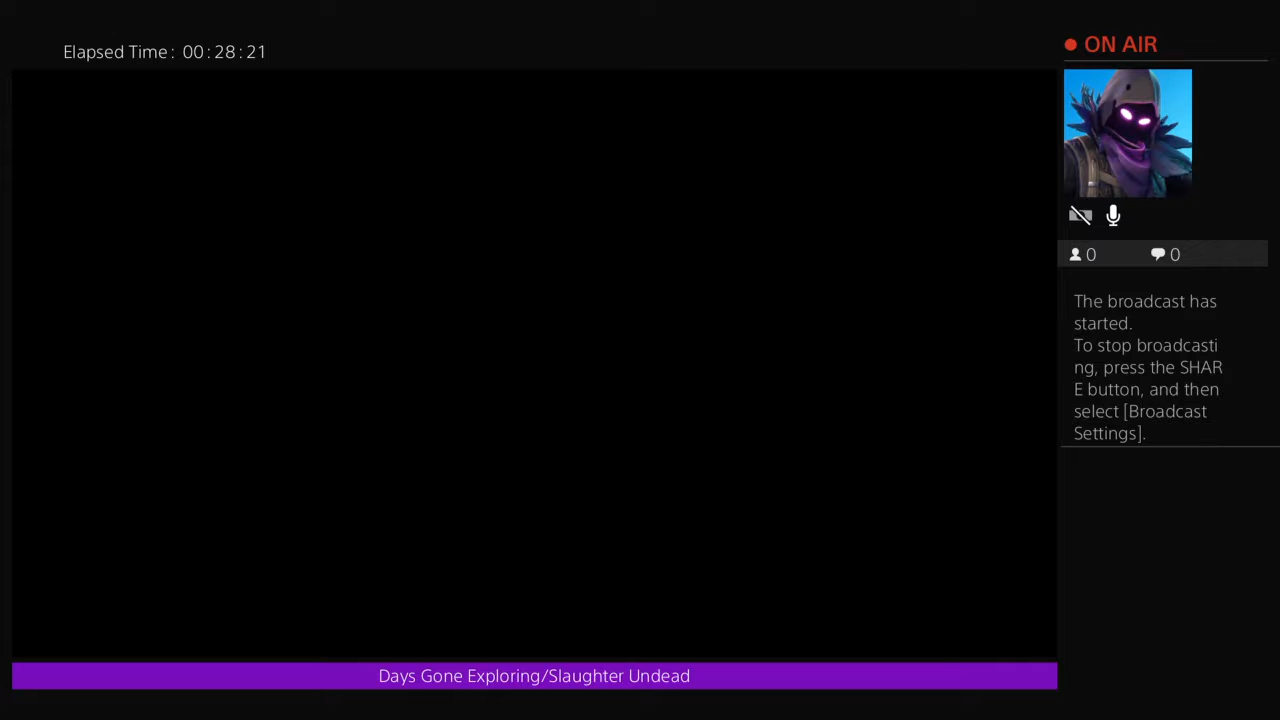 Elapsed Time: 00:28:21
ON AIR
0 0
The broadcast has
started.
To stop broadcasti
ng, press the SHAR
E button, and then
select [Broadcast
Settings].
Days Gone Exploring/Slaughter Undead